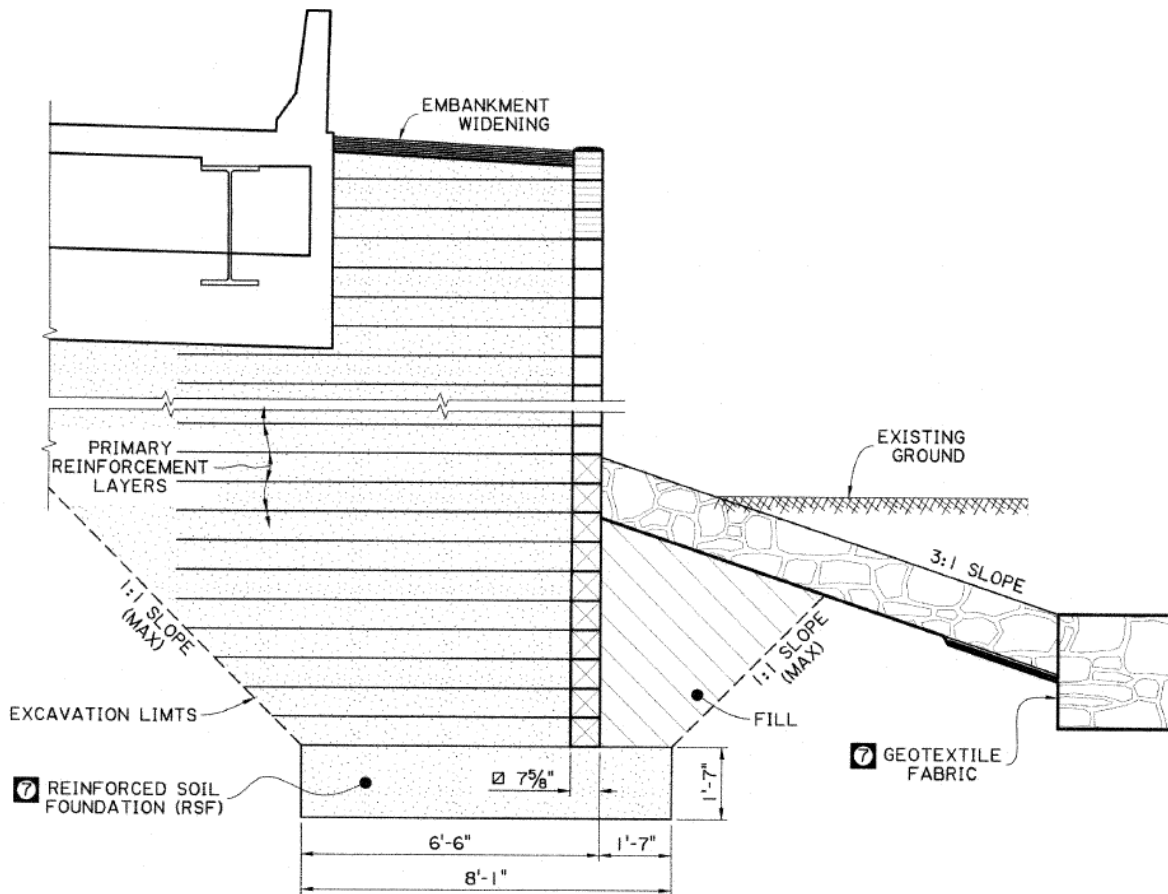 EMBANKMENT
WIDENING
PRIMARY
REINFORCEMENT
LAYERS
EXISTING
GROUND
3:1 SLOPE
1:1 SLOPE
(MAX)
1:1 SLOPE
(MAX)
EXCAVATION LIMTS
FILL
7 GEOTEXTILE
FABRIC
7 REINFORCED SOIL
FOUNDATION (RSF)
7⅝"
1'-7"
6'-6"
1'-7"
8'-1"